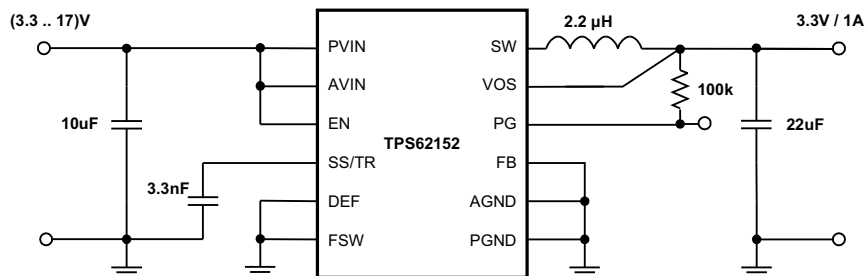 (3.3 .. 17)V
2.2 µH
3.3V / 1A
PVIN
SW
AVIN
VOS
100k
10uF
EN
PG
22uF
TPS62152
SS/TR
FB
3.3nF
DEF
AGND
FSW
PGND